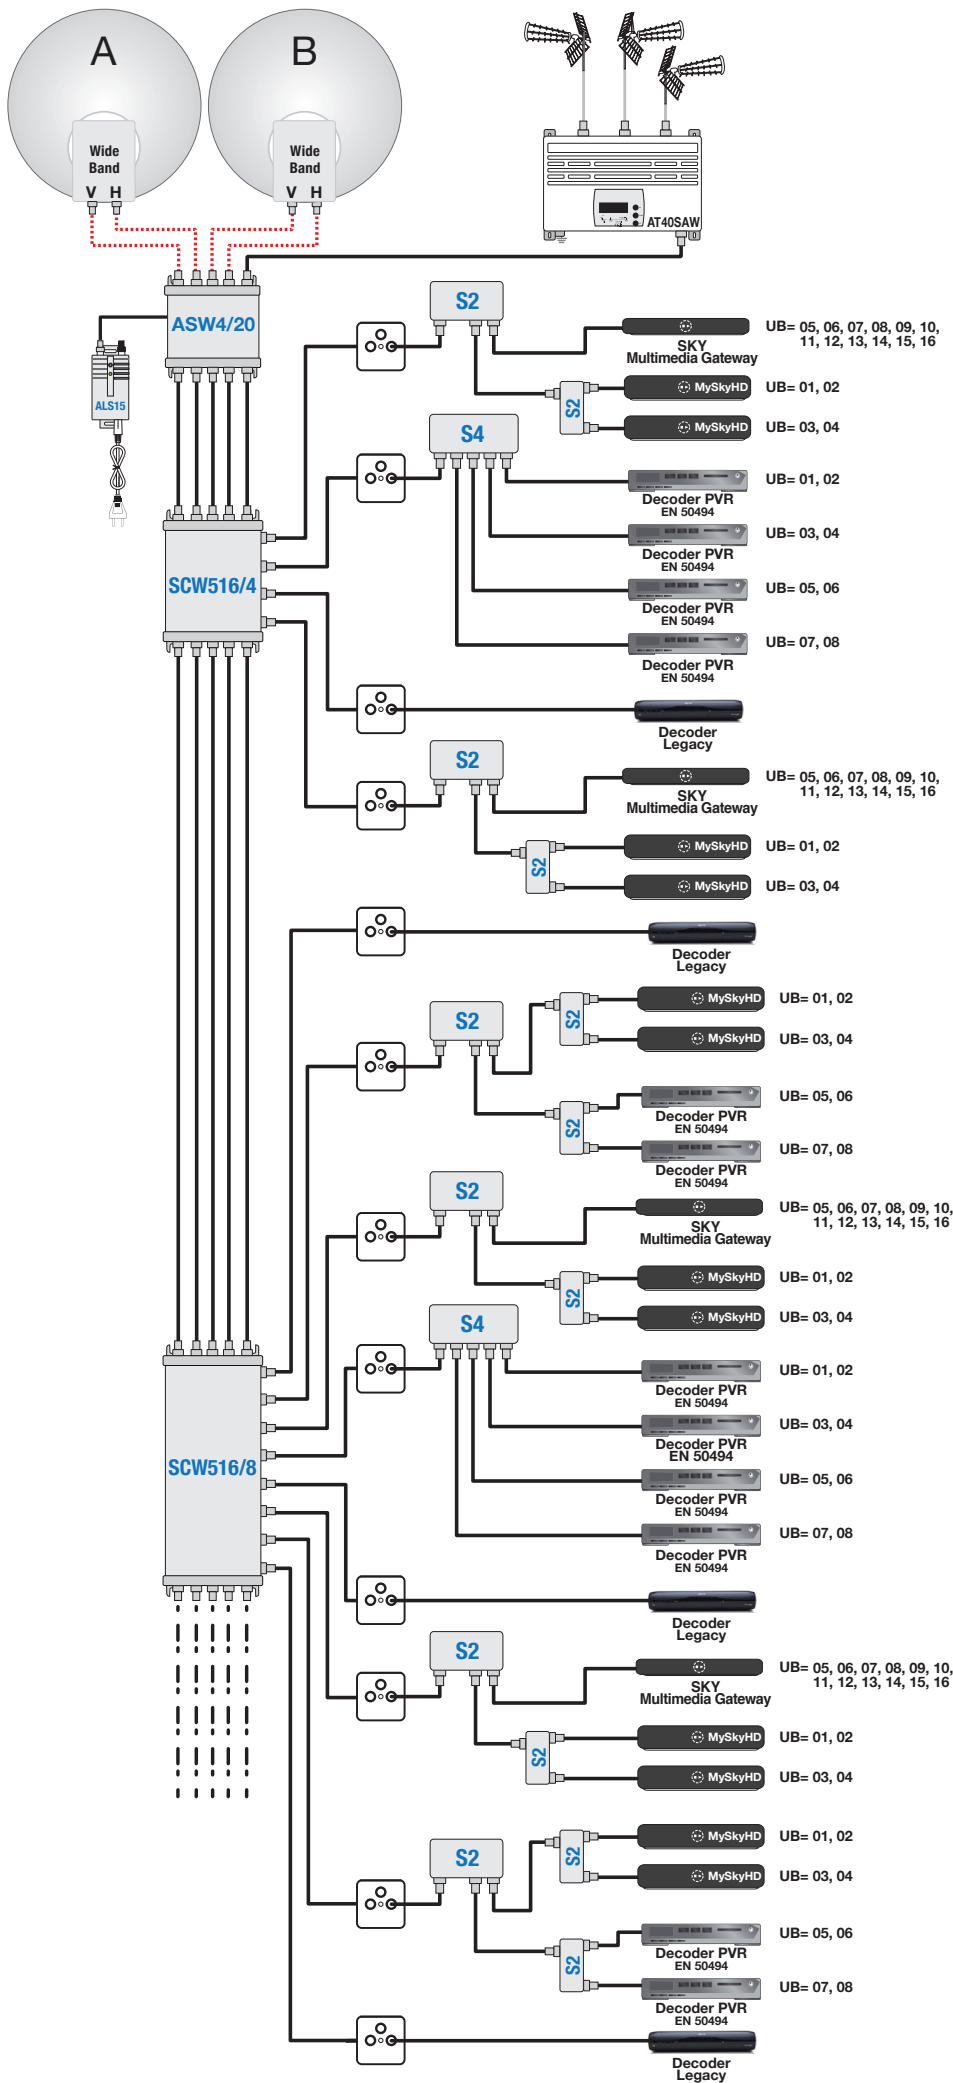 A
B
Wide
Band
V H
Wide
Band
V H
AT40SAW
ASW4/20
ALS15
S2
SKY
Multimedia Gateway
UB= 05, 06, 07, 08, 09, 10,
11, 12, 13, 14, 15, 16
S2
MySkyHD
UB= 01, 02
MySkyHD
UB= 03, 04
S4
Decoder PVR
EN 50494
UB= 01, 02
Decoder PVR
EN 50494
UB= 03, 04
Decoder PVR
EN 50494
UB= 05, 06
Decoder PVR
EN 50494
UB= 07, 08
SCW516/4
Decoder
Legacy
S2
SKY
Multimedia Gateway
UB= 05, 06, 07, 08, 09, 10,
11, 12, 13, 14, 15, 16
S2
MySkyHD
UB= 01, 02
MySkyHD
UB= 03, 04
Decoder
Legacy
S2
S2
MySkyHD
UB= 01, 02
MySkyHD
UB= 03, 04
S2
Decoder PVR
EN 50494
UB= 05, 06
Decoder PVR
EN 50494
UB= 07, 08
S2
SKY
Multimedia Gateway
UB= 05, 06, 07, 08, 09, 10,
11, 12, 13, 14, 15, 16
S2
MySkyHD
UB= 01, 02
MySkyHD
UB= 03, 04
S4
Decoder PVR
EN 50494
UB= 01, 02
Decoder PVR
EN 50494
UB= 03, 04
Decoder PVR
EN 50494
UB= 05, 06
Decoder PVR
EN 50494
UB= 07, 08
SCW516/8
Decoder
Legacy
S2
SKY
Multimedia Gateway
UB= 05, 06, 07, 08, 09, 10,
11, 12, 13, 14, 15, 16
S2
MySkyHD
UB= 01, 02
MySkyHD
UB= 03, 04
S2
S2
MySkyHD
UB= 01, 02
MySkyHD
UB= 03, 04
S2
Decoder PVR
EN 50494
UB= 05, 06
Decoder PVR
EN 50494
UB= 07, 08
Decoder
Legacy